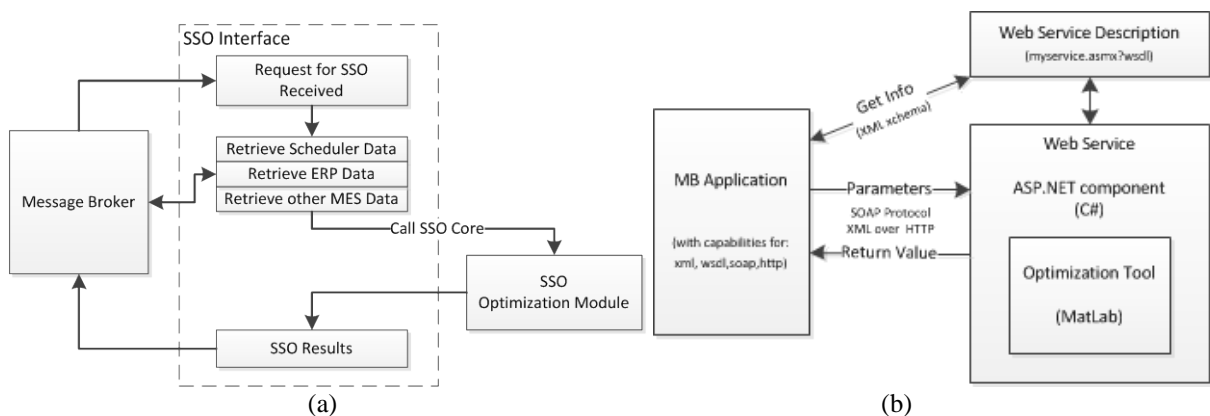 SSO Interface
Request for SSO
Received
Retrieve Scheduler Data
Retrieve ERP Data
Retrieve other MES Data
Message Broker
Call SSO Core
SSO
Optimization Module
SSO Results
(a)
Web Service Description
(myservice.asmx?wsdl)
Get Info
(XML xchema)
MB Application
(with capabilities for:
xml, wsdl,soap,http)
Parameters
SOAP Protocol
XML over HTTP
Return Value
Web Service
ASP.NET component
(C#)
Optimization Tool
(MatLab)
(b)